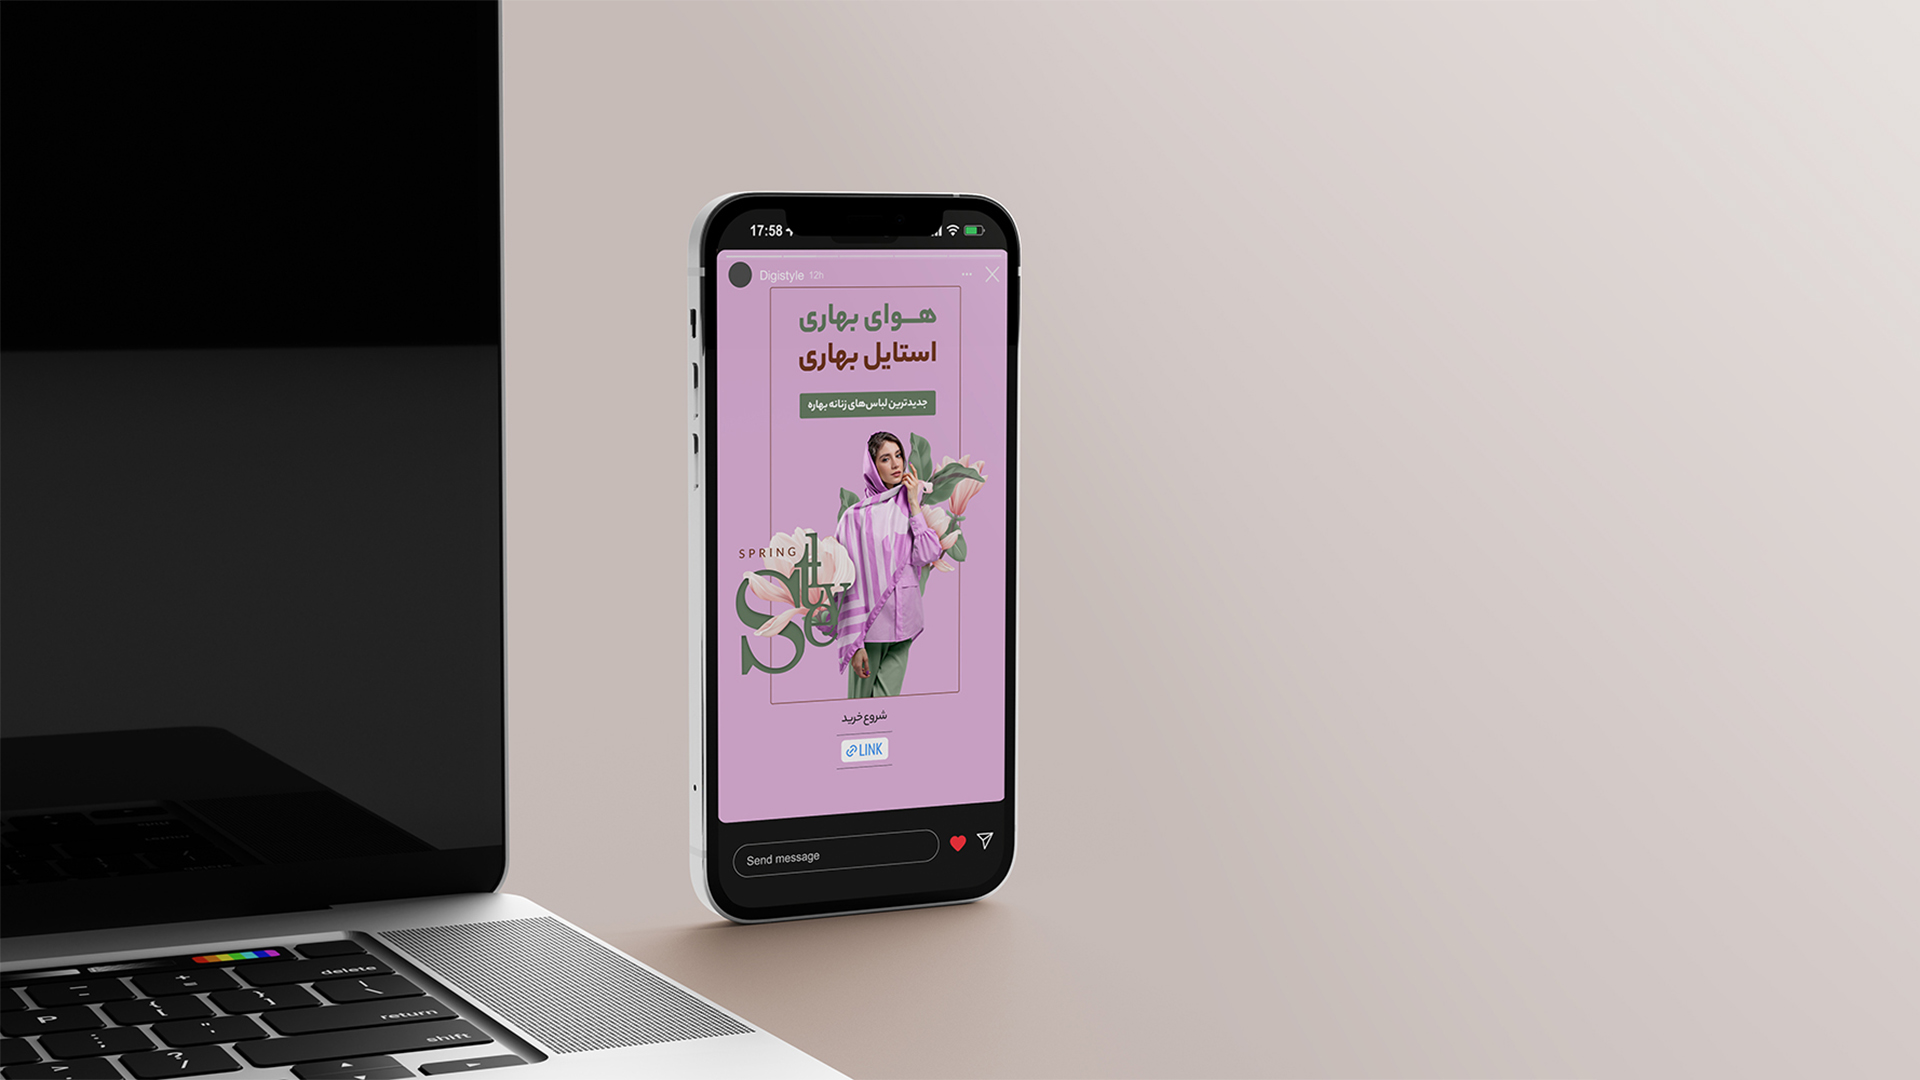 17:58
Digistyle 12h
هوای بهاری
استایل بهاری
جدیدترین لباس‌های زنانه بهاره
SPRING
Style
شروع خرید
LINK
Send message
delete
return
shift
P